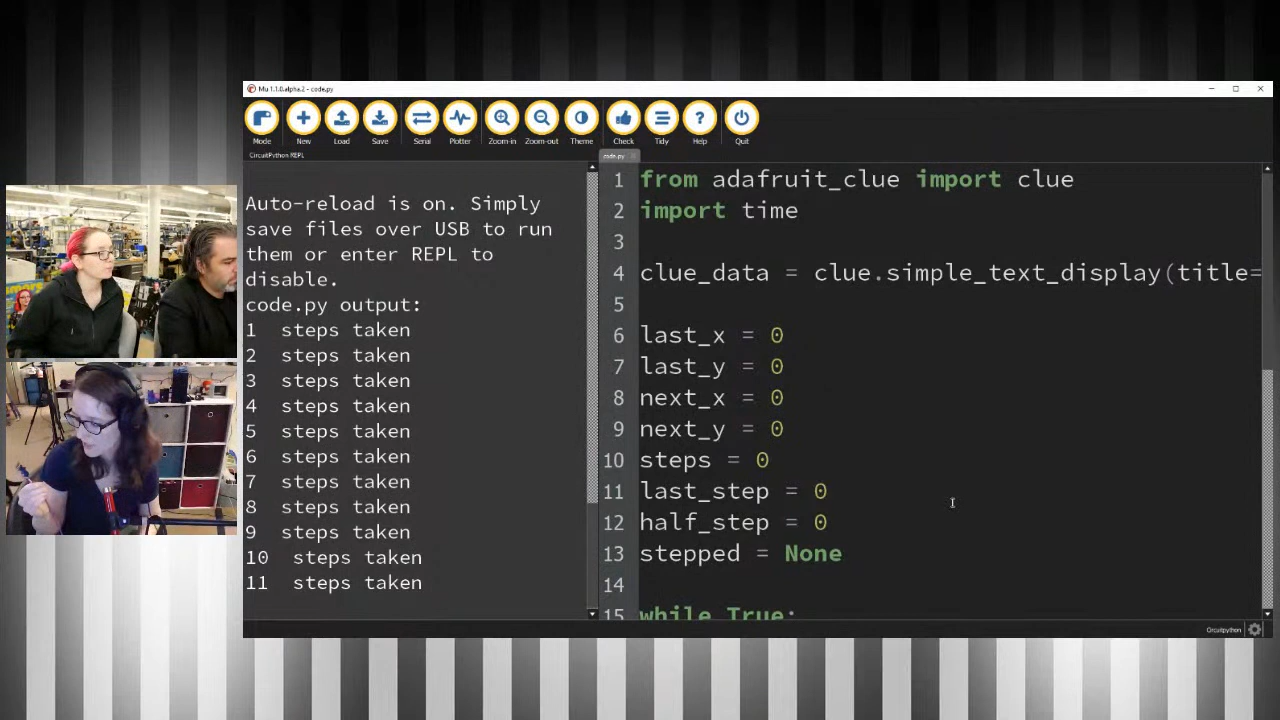 Mu 1.1.0.alpha.2 - code.py
Mode New Load Save Serial Plotter Zoom-in Zoom-out Theme Check Tidy Help Quit
CircuitPython REPL
Auto-reload is on. Simply
save files over USB to run
them or enter REPL to
disable.
code.py output:
1  steps taken
2  steps taken
3  steps taken
4  steps taken
5  steps taken
6  steps taken
7  steps taken
8  steps taken
9  steps taken
10  steps taken
11  steps taken
code.py
1 from adafruit_clue import clue
2 import time
3
4 clue_data = clue.simple_text_display(title=
5
6 last_x = 0
7 last_y = 0
8 next_x = 0
9 next_y = 0
10 steps = 0
11 last_step = 0
12 half_step = 0
13 stepped = None
14
15 while True:
Circuitpython